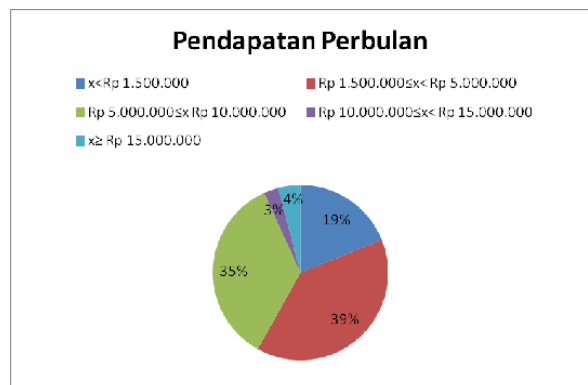 Pendapatan Perbulan
x<Rp 1.500.000 Rp 1.500.000≤x< Rp 5.000.000
Rp 5.000.000≤x Rp 10.000.000 Rp 10.000.000≤x< Rp 15.000.000
x≥ Rp 15.000.000
4%
3%
19%
35%
39%